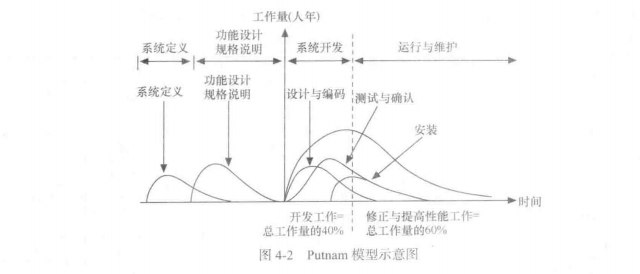 工作量(人年)
系统定义
功能设计
规格说明
系统开发
运行与维护
系统定义
功能设计
规格说明
设计与编码
测试与确认
安装
时间
开发工作=
总工作量的40%
修正与提高性能工作=
总工作量的60%
图 4-2 Putnam 模型示意图